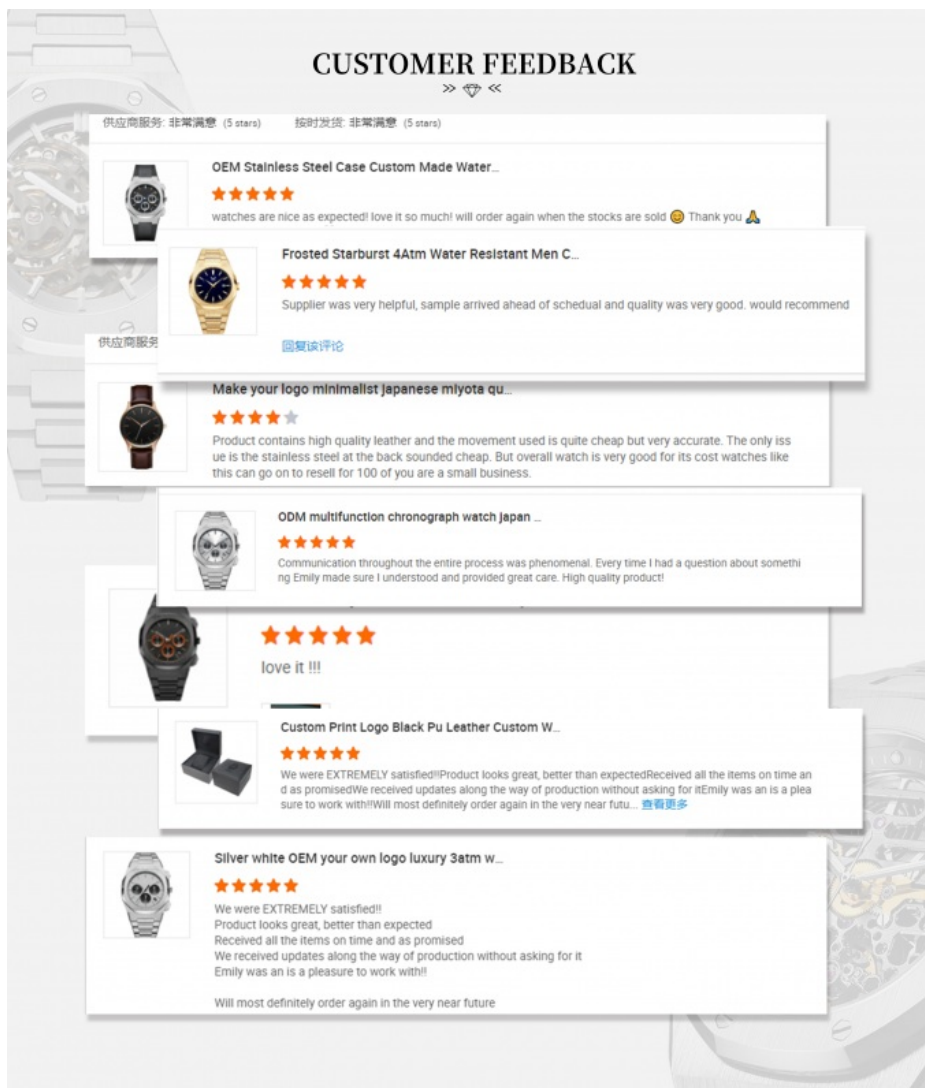 CUSTOMER FEEDBACK
供应商服务: 非常满意 (5 stars) 按时发货: 非常满意 (5 stars)
OEM Stainless Steel Case Custom Made Water...
watches are nice as expected! love it so much! will order again when the stocks are sold 😊 Thank you 🙏
Frosted Starburst 4Atm Water Resistant Men C...
Supplier was very helpful, sample arrived ahead of schedual and quality was very good. would recommend
回复该评论
供应商服务
Make your logo minimalist japanese miyota qu...
Product contains high quality leather and the movement used is quite cheap but very accurate. The only iss
ue is the stainless steel at the back sounded cheap. But overall watch is very good for its cost watches like
this can go on to resell for 100 of you are a small business.
ODM multifunction chronograph watch japan ...
Communication throughout the entire process was phenomenal. Every time I had a question about somethi
ng Emily made sure I understood and provided great care. High quality product!
love it !!!
Custom Print Logo Black Pu Leather Custom W...
We were EXTREMELY satisfied!!Product looks great, better than expectedReceived all the items on time an
d as promisedWe received updates along the way of production without asking for itEmily was an is a plea
sure to work with!!Will most definitely order again in the very near futu... 查看更多
Silver white OEM your own logo luxury 3atm w...
We were EXTREMELY satisfied!!
Product looks great, better than expected
Received all the items on time and as promised
We received updates along the way of production without asking for it
Emily was an is a pleasure to work with!!
Will most definitely order again in the very near future